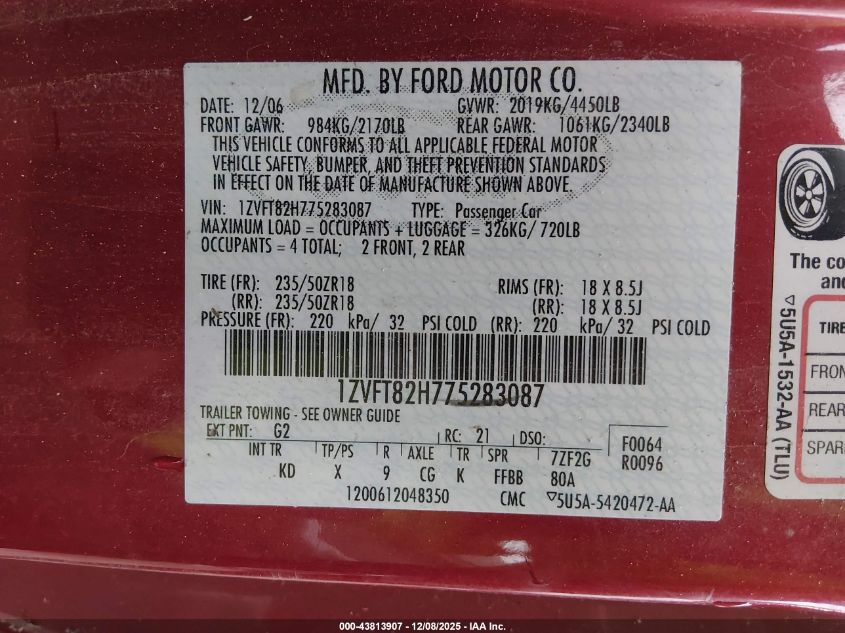 MFD. BY FORD MOTOR CO.
DATE: 12/06 GVWR: 2019KG/4450LB
FRONT GAWR: 984KG/2170LB REAR GAWR: 1061KG/2340LB
THIS VEHICLE CONFORMS TO ALL APPLICABLE FEDERAL MOTOR
VEHICLE SAFETY, BUMPER, AND THEFT PREVENTION STANDARDS
IN EFFECT ON THE DATE OF MANUFACTURE SHOWN ABOVE.
VIN: 1ZVFT82H775283087 TYPE: Passenger Car
MAXIMUM LOAD = OCCUPANTS + LUGGAGE = 326KG/ 720LB
OCCUPANTS = 4 TOTAL; 2 FRONT, 2 REAR
TIRE (FR): 235/50ZR18 RIMS (FR): 18 X 8.5J
(RR): 235/50ZR18 (RR): 18 X 8.5J
PRESSURE (FR): 220 kPa/ 32 PSI COLD (RR): 220 kPa/ 32 PSI COLD
1ZVFT82H775283087
TRAILER TOWING - SEE OWNER GUIDE
EXT PNT: G2 RC: 21 DSO: F0064
INT TR TP/PS R AXLE TR SPR 7ZF2G R0096
KD X 9 CG K FFBB 80A
1200612048350 CMC ▽5U5A-5420472-AA
The co
and
▽5U5A-1532-AA (TLU)
TIRE
FRON
REAR
SPAR
000-43813907 - 12/08/2025 - IAA Inc.